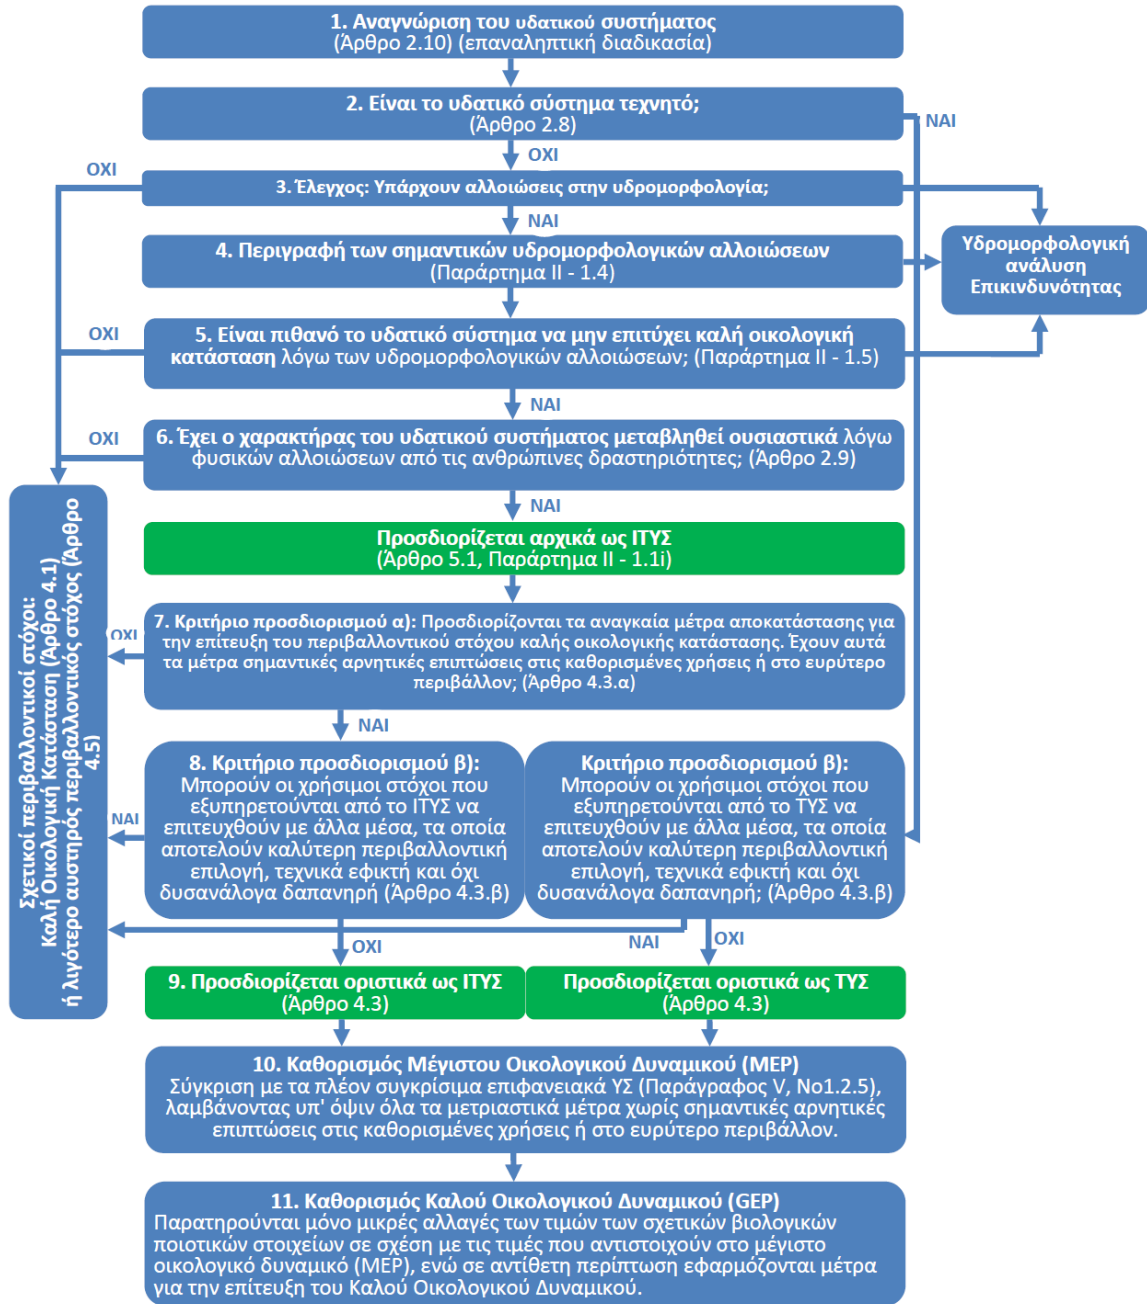 1. Αναγνώριση του υδατικού συστήματος
(Άρθρο 2.10) (επαναληπτική διαδικασία)
2. Είναι το υδατικό σύστημα τεχνητό;
(Άρθρο 2.8)
ΝΑΙ
ΟΧΙ
ΟΧΙ
3. Έλεγχος: Υπάρχουν αλλοιώσεις στην υδρομορφολογία;
ΝΑΙ
4. Περιγραφή των σημαντικών υδρομορφολογικών αλλοιώσεων
(Παράρτημα ΙΙ - 1.4)
Υδρομορφολογική
ανάλυση
Επικινδυνότητας
ΟΧΙ
5. Είναι πιθανό το υδατικό σύστημα να μην επιτύχει καλή οικολογική
κατάσταση λόγω των υδρομορφολογικών αλλοιώσεων; (Παράρτημα ΙΙ - 1.5)
ΝΑΙ
ΟΧΙ
6. Έχει ο χαρακτήρας του υδατικού συστήματος μεταβληθεί ουσιαστικά λόγω
φυσικών αλλοιώσεων από τις ανθρώπινες δραστηριότητες; (Άρθρο 2.9)
ΝΑΙ
Προσδιορίζεται αρχικά ως ΙΤΥΣ
(Άρθρο 5.1, Παράρτημα ΙΙ - 1.1i)
Σχετικοί περιβαλλοντικοί στόχοι:
Καλή Οικολογική Κατάσταση (Άρθρο 4.1)
ή λιγότερο αυστηρός περιβαλλοντικός στόχος (Άρθρο
4.5)
ΟΧΙ
7. Κριτήριο προσδιορισμού α): Προσδιορίζονται τα αναγκαία μέτρα αποκατάστασης για
την επίτευξη του περιβαλλοντικού στόχου καλής οικολογικής κατάστασης. Έχουν αυτά
τα μέτρα σημαντικές αρνητικές επιπτώσεις στις καθορισμένες χρήσεις ή στο ευρύτερο
περιβάλλον; (Άρθρο 4.3.α)
ΝΑΙ
ΝΑΙ
8. Κριτήριο προσδιορισμού β):
Μπορούν οι χρήσιμοι στόχοι που
εξυπηρετούνται από το ΙΤΥΣ να
επιτευχθούν με άλλα μέσα, τα οποία
αποτελούν καλύτερη περιβαλλοντική
επιλογή, τεχνικά εφικτή και όχι
δυσανάλογα δαπανηρή (Άρθρο 4.3.β)
Κριτήριο προσδιορισμού β):
Μπορούν οι χρήσιμοι στόχοι που
εξυπηρετούνται από το ΤΥΣ να
επιτευχθούν με άλλα μέσα, τα οποία
αποτελούν καλύτερη περιβαλλοντική
επιλογή, τεχνικά εφικτή και όχι
δυσανάλογα δαπανηρή; (Άρθρο 4.3.β)
ΟΧΙ
ΝΑΙ
ΟΧΙ
9. Προσδιορίζεται οριστικά ως ΙΤΥΣ
(Άρθρο 4.3)
Προσδιορίζεται οριστικά ως ΤΥΣ
(Άρθρο 4.3)
10. Καθορισμός Μέγιστου Οικολογικού Δυναμικού (MEP)
Σύγκριση με τα πλέον συγκρίσιμα επιφανειακά ΥΣ (Παράγραφος V, No1.2.5),
λαμβάνοντας υπ' όψιν όλα τα μετριαστικά μέτρα χωρίς σημαντικές αρνητικές
επιπτώσεις στις καθορισμένες χρήσεις ή στο ευρύτερο περιβάλλον.
11. Καθορισμός Καλού Οικολογικού Δυναμικού (GEP)
Παρατηρούνται μόνο μικρές αλλαγές των τιμών των σχετικών βιολογικών
ποιοτικών στοιχείων σε σχέση με τις τιμές που αντιστοιχούν στο μέγιστο
οικολογικό δυναμικό (MEP), ενώ σε αντίθετη περίπτωση εφαρμόζονται μέτρα
για την επίτευξη του Καλού Οικολογικού Δυναμικού.